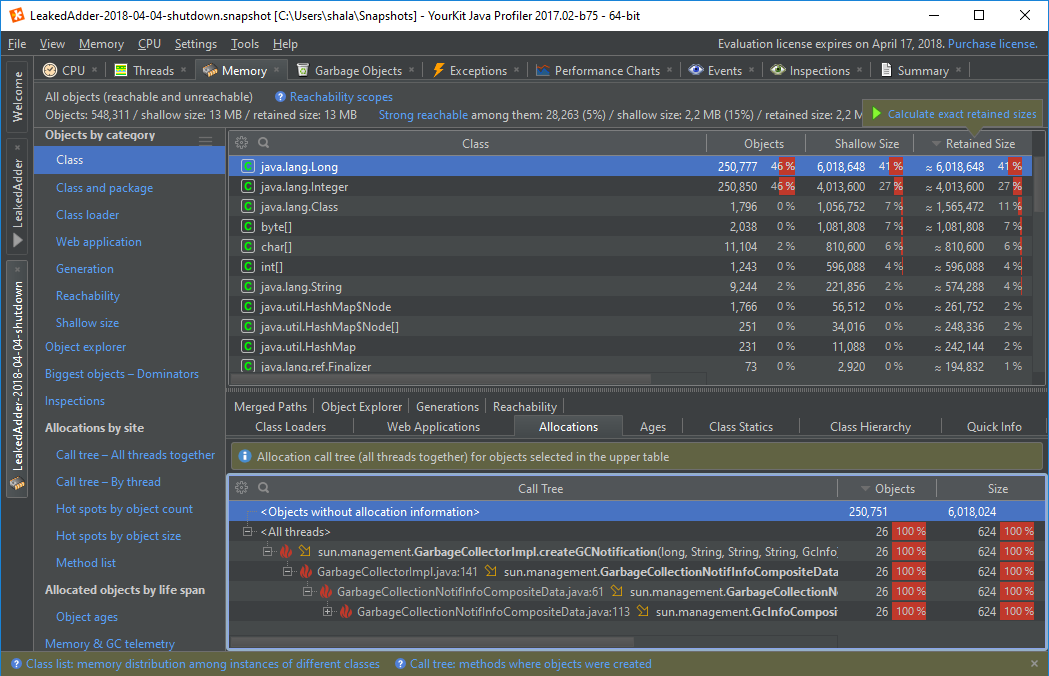 LeakedAdder-2018-04-04-shutdown.snapshot [C:\Users\shala\Snapshots] - YourKit Java Profiler 2017.02-b75 - 64-bit
File View Memory CPU Settings Tools Help Evaluation license expires on April 17, 2018. Purchase license.
CPU Threads Memory Garbage Objects Exceptions Performance Charts Events Inspections Summary
Welcome
LeakedAdder
LeakedAdder-2018-04-04-shutdown
All objects (reachable and unreachable) Reachability scopes
Objects: 548,311 / shallow size: 13 MB / retained size: 13 MB Strong reachable among them: 28,263 (5%) / shallow size: 2,2 MB (15%) / retained size: 2,2 M
Calculate exact retained sizes
Objects by category
Class
Class and package
Class loader
Web application
Generation
Reachability
Shallow size
Object explorer
Biggest objects – Dominators
Inspections
Allocations by site
Call tree – All threads together
Call tree – By thread
Hot spots by object count
Hot spots by object size
Method list
Allocated objects by life span
Object ages
Memory & GC telemetry
Class Objects Shallow Size Retained Size
java.lang.Long 250,777 46 % 6,018,648 41 % ≈ 6,018,648 41 %
java.lang.Integer 250,850 46 % 4,013,600 27 % ≈ 4,013,600 27 %
java.lang.Class 1,796 0 % 1,056,752 7 % ≈ 1,565,472 11 %
byte[] 2,038 0 % 1,081,808 7 % ≈ 1,081,808 7 %
char[] 11,104 2 % 810,600 6 % ≈ 810,600 6 %
int[] 1,243 0 % 596,088 4 % ≈ 596,088 4 %
java.lang.String 9,244 2 % 221,856 2 % ≈ 574,288 4 %
java.util.HashMap$Node 1,766 0 % 56,512 0 % ≈ 261,752 2 %
java.util.HashMap$Node[] 251 0 % 34,016 0 % ≈ 248,336 2 %
java.util.HashMap 231 0 % 11,088 0 % ≈ 242,144 2 %
java.lang.ref.Finalizer 73 0 % 2,920 0 % ≈ 194,832 1 %
Merged Paths Object Explorer Generations Reachability
Class Loaders Web Applications Allocations Ages Class Statics Class Hierarchy Quick Info
Allocation call tree (all threads together) for objects selected in the upper table
Call Tree Objects Size
<Objects without allocation information> 250,751 6,018,024
<All threads> 26 100 % 624 100 %
sun.management.GarbageCollectorImpl.createGCNotification(long, String, String, String, GcInfo) 26 100 % 624 100 %
GarbageCollectorImpl.java:141 sun.management.GarbageCollectionNotifInfoCompositeData 26 100 % 624 100 %
GarbageCollectionNotifInfoCompositeData.java:61 sun.management.GarbageCollectionN 26 100 % 624 100 %
GarbageCollectionNotifInfoCompositeData.java:113 sun.management.GcInfoComposi 26 100 % 624 100 %
Class list: memory distribution among instances of different classes Call tree: methods where objects were created